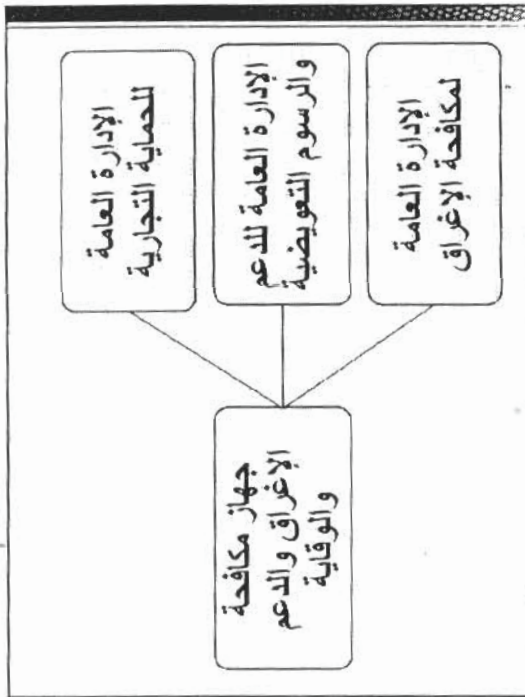 جهاز مكافحة
الإغراق والدعم
والوقاية
الإدارة العامة
لمكافحة الإغراق
الإدارة العامة للدعم
والرسوم التعويضية
الإدارة العامة
للحماية التجارية